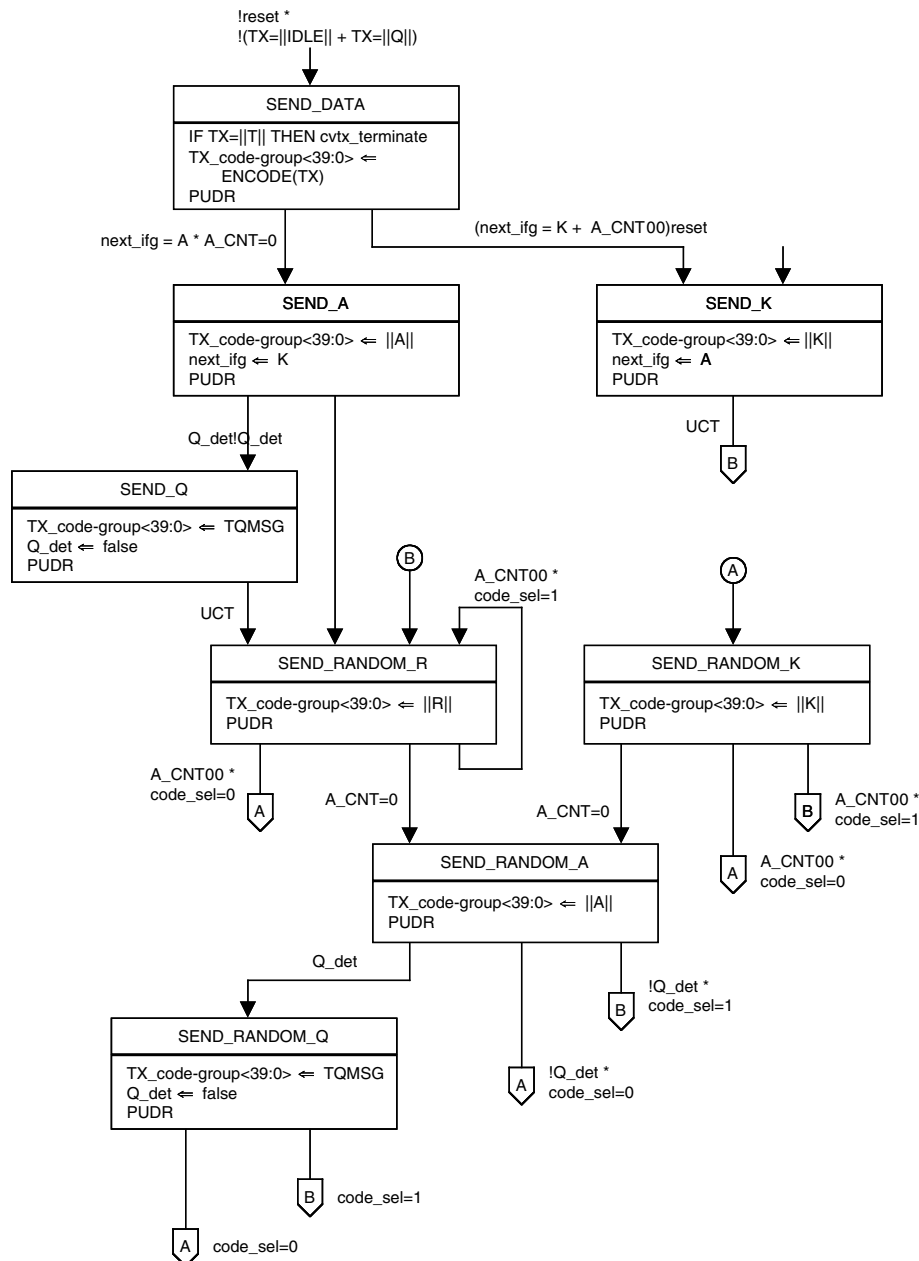 !reset *
!(TX=||IDLE|| + TX=||Q||)
SEND_DATA
IF TX=||T|| THEN cvtx_terminate
TX_code-group<39:0> ⇐
ENCODE(TX)
PUDR
next_ifg = A * A_CNT=0
(next_ifg = K + A_CNT00)reset
SEND_A
TX_code-group<39:0> ⇐ ||A||
next_ifg ⇐ K
PUDR
SEND_K
TX_code-group<39:0> ⇐ ||K||
next_ifg ⇐ A
PUDR
Q_det!Q_det
UCT
B
SEND_Q
TX_code-group<39:0> ⇐ TQMSG
Q_det ⇐ false
PUDR
UCT
B
A_CNT00 *
code_sel=1
A
SEND_RANDOM_R
TX_code-group<39:0> ⇐ ||R||
PUDR
SEND_RANDOM_K
TX_code-group<39:0> ⇐ ||K||
PUDR
A_CNT00 *
code_sel=0
A
A_CNT=0
A_CNT=0
B
A_CNT00 *
code_sel=1
A
A_CNT00 *
code_sel=0
SEND_RANDOM_A
TX_code-group<39:0> ⇐ ||A||
PUDR
Q_det
B
!Q_det *
code_sel=1
A
!Q_det *
code_sel=0
SEND_RANDOM_Q
TX_code-group<39:0> ⇐ TQMSG
Q_det ⇐ false
PUDR
B
code_sel=1
A
code_sel=0